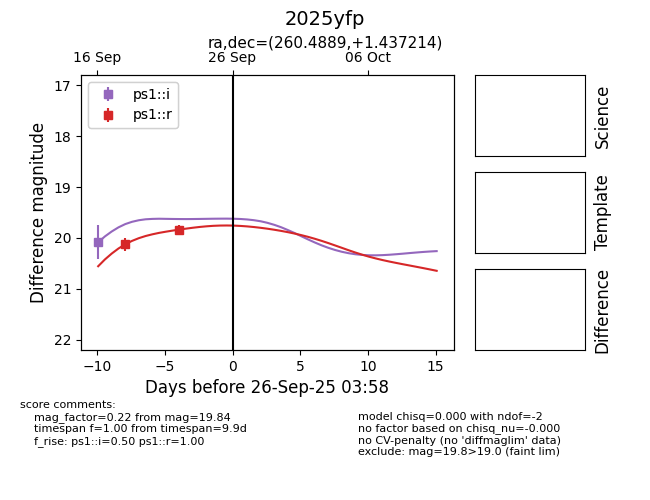 2025yfp
ra,dec=(260.4889,+1.437214)
16 Sep 26 Sep 06 Oct
ps1::i
ps1::r
17
18
19
20
21
22
Difference magnitude
−10 −5 0 5 10 15
Days before 26-Sep-25 03:58
Science
Template
Difference
score comments:
mag_factor=0.22 from mag=19.84
timespan f=1.00 from timespan=9.9d
f_rise: ps1::i=0.50 ps1::r=1.00
model chisq=0.000 with ndof=-2
no factor based on chisq_nu=-0.000
no CV-penalty (no 'diffmaglim' data)
exclude: mag=19.8>19.0 (faint lim)